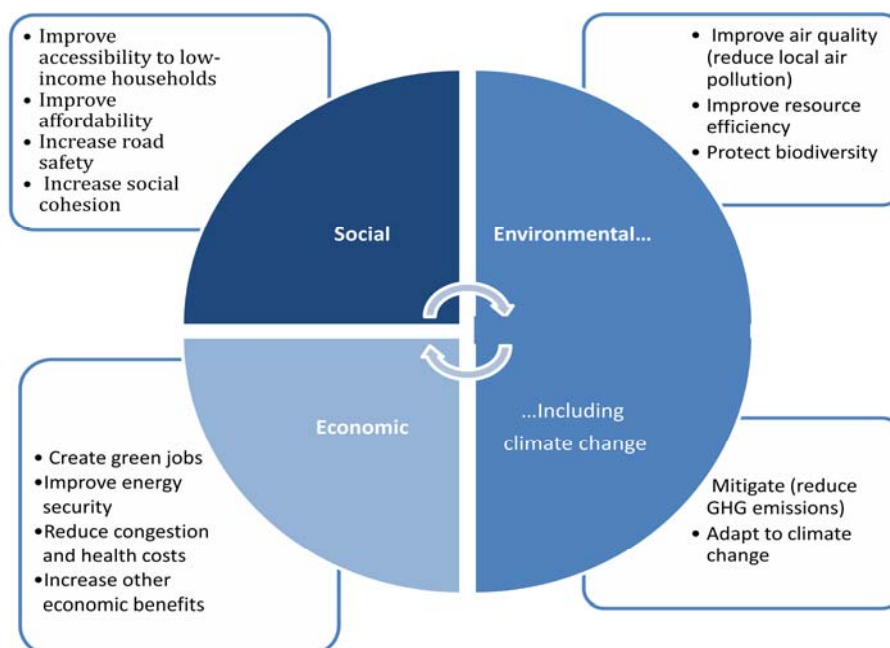 • Improve
accessibility to low-
income households
• Improve
affordability
• Increase road
safety
• Increase social
cohesion
• Improve air quality
(reduce local air
pollution)
• Improve resource
efficiency
• Protect biodiversity
Social
Environmental...
Economic
...Including
climate change
• Create green jobs
•Improve energy
security
•Reduce congestion
and health costs
•Increase other
economic benefits
Mitigate (reduce
GHG emissions)
• Adapt to climate
change